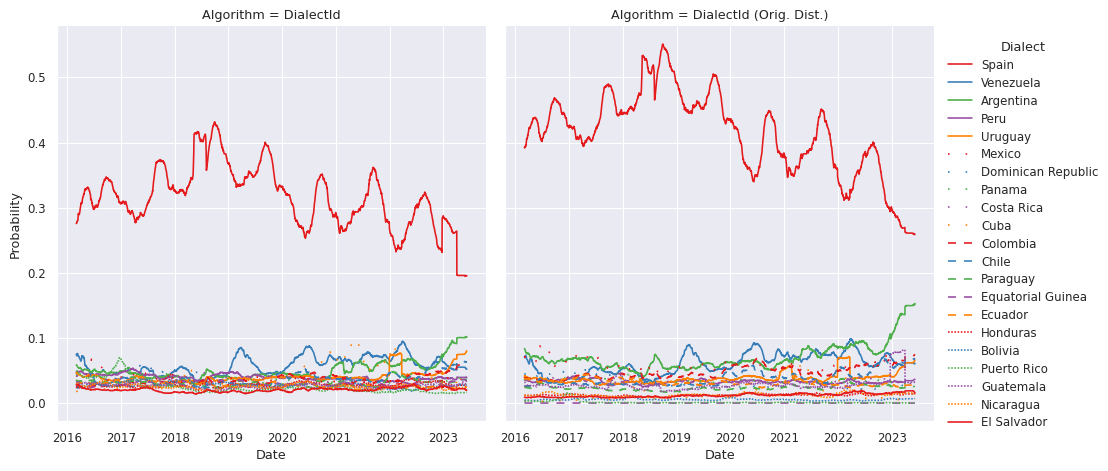 Algorithm = DialectId
Algorithm = DialectId (Orig. Dist.)
Probability
0.5
0.4
0.3
0.2
0.1
0.0
2016 2017 2018 2019 2020 2021 2022 2023
Date
2016 2017 2018 2019 2020 2021 2022 2023
Date
Dialect
Spain
Venezuela
Argentina
Peru
Uruguay
Mexico
Dominican Republic
Panama
Costa Rica
Cuba
Colombia
Chile
Paraguay
Equatorial Guinea
Ecuador
Honduras
Bolivia
Puerto Rico
Guatemala
Nicaragua
El Salvador